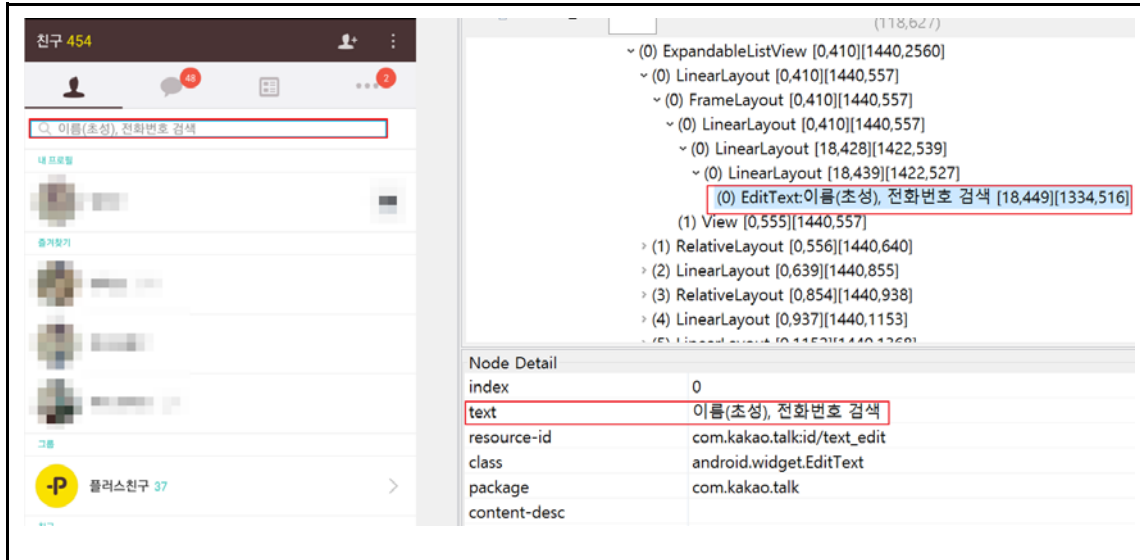 친구 454
48
2
이름(초성), 전화번호 검색
내 프로필
즐겨찾기
그룹
-P 플러스친구 37
(118,627)
(0) ExpandableListView [0,410][1440,2560]
(0) LinearLayout [0,410][1440,557]
(0) FrameLayout [0,410][1440,557]
(0) LinearLayout [0,410][1440,557]
(0) LinearLayout [18,428][1422,539]
(0) LinearLayout [18,439][1422,527]
(0) EditText:이름(초성), 전화번호 검색 [18,449][1334,516]
(1) View [0,555][1440,557]
(1) RelativeLayout [0,556][1440,640]
(2) LinearLayout [0,639][1440,855]
(3) RelativeLayout [0,854][1440,938]
(4) LinearLayout [0,937][1440,1153]
Node Detail
index 0
text 이름(초성), 전화번호 검색
resource-id com.kakao.talk:id/text_edit
class android.widget.EditText
package com.kakao.talk
content-desc